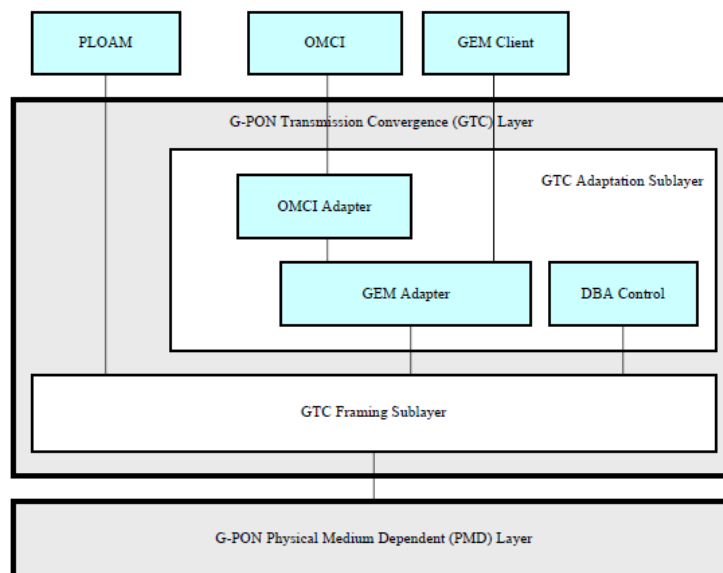 PLOAM
OMCI
GEM Client
G-PON Transmission Convergence (GTC) Layer
GTC Adaptation Sublayer
OMCI Adapter
GEM Adapter
DBA Control
GTC Framing Sublayer
G-PON Physical Medium Dependent (PMD) Layer